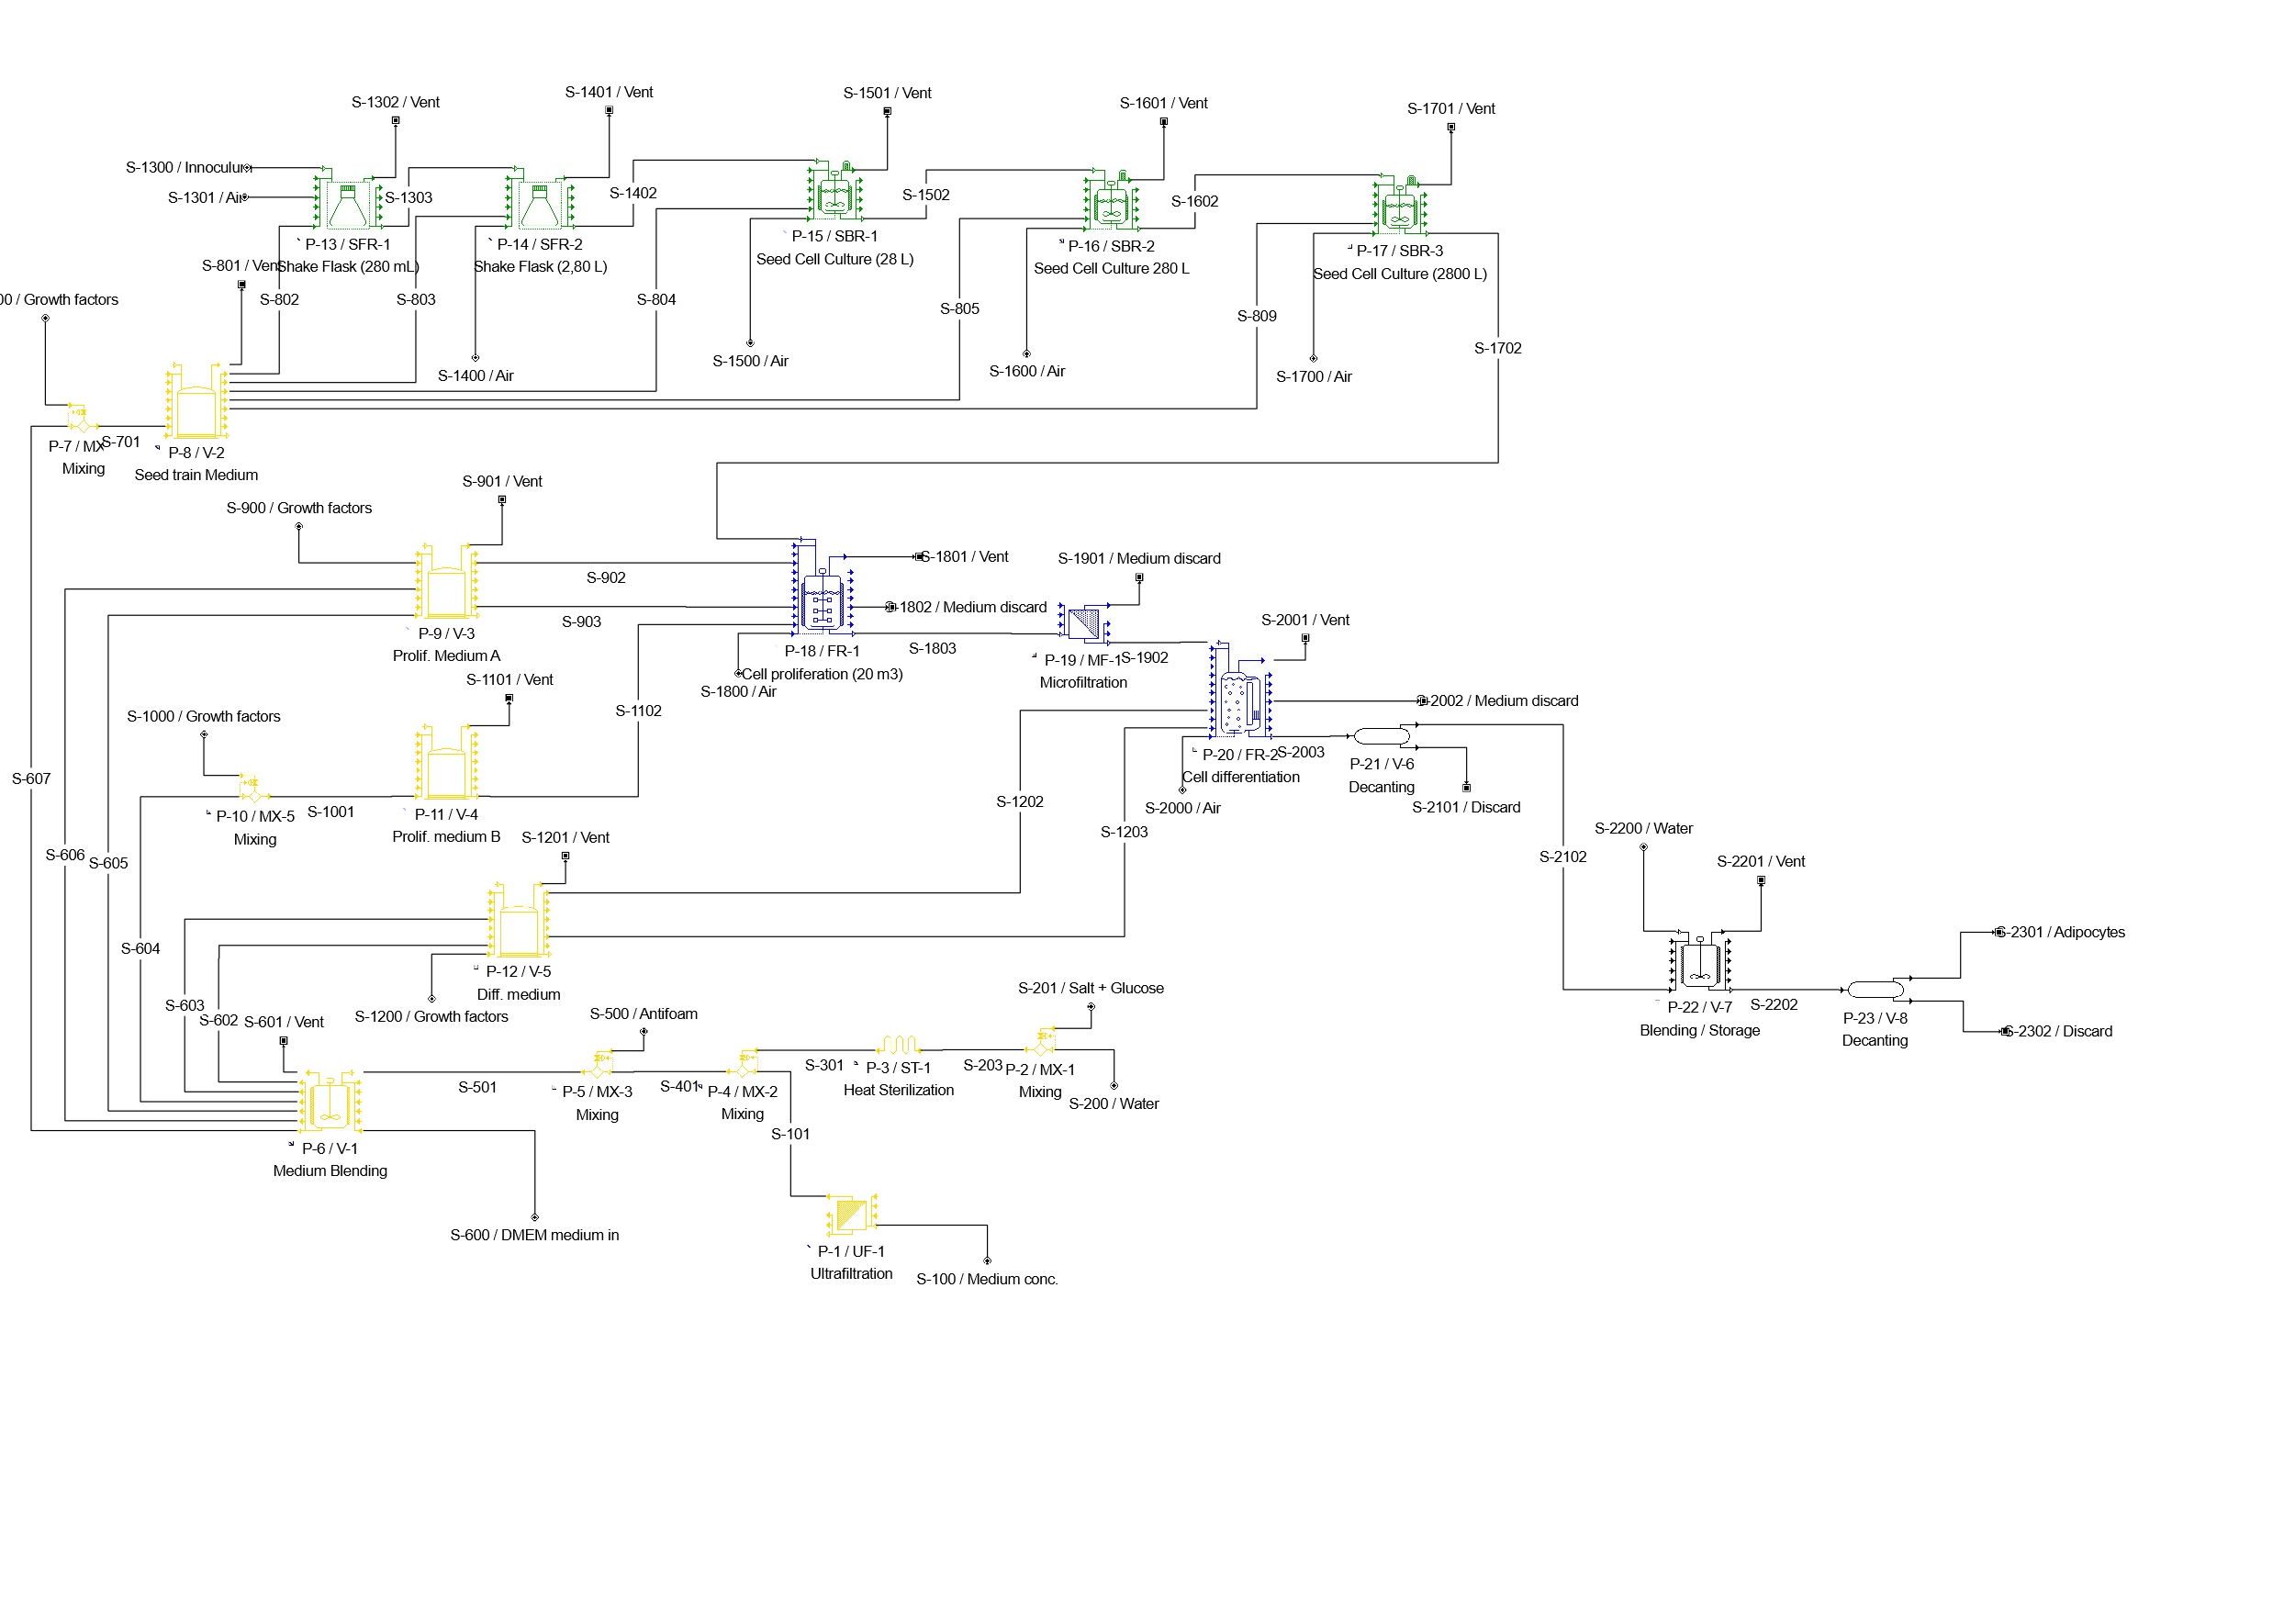 S-1302 / Vent
S-1401 / Vent
S-1501 / Vent
S-1601 / Vent
S-1701 / Vent
S-1300 / Innoculum
S-1301 / Air
S-1303
S-1402
S-1502
S-1602
P-13 / SFR-1
Shake Flask (280 mL)
P-14 / SFR-2
Shake Flask (2,80 L)
P-15 / SBR-1
Seed Cell Culture (28 L)
P-16 / SBR-2
Seed Cell Culture 280 L
P-17 / SBR-3
Seed Cell Culture (2800 L)
S-801 / Vent
00 / Growth factors
S-802
S-803
S-804
S-805
S-809
S-1702
S-1400 / Air
S-1500 / Air
S-1600 / Air
S-1700 / Air
P-7 / MX
Mixing
S-701
P-8 / V-2
Seed train Medium
S-901 / Vent
S-900 / Growth factors
S-902
S-903
P-9 / V-3
Prolif. Medium A
S-1801 / Vent
S-1802 / Medium discard
S-1901 / Medium discard
P-18 / FR-1
Cell proliferation (20 m3)
S-1800 / Air
S-1803
P-19 / MF-1
Microfiltration
S-1902
S-2001 / Vent
S-2002 / Medium discard
P-20 / FR-2
Cell differentiation
S-2003
S-2000 / Air
P-21 / V-6
Decanting
S-2101 / Discard
S-1101 / Vent
S-1000 / Growth factors
S-1102
S-607
P-10 / MX-5
Mixing
S-1001
P-11 / V-4
Prolif. medium B
S-1202
S-1203
S-606
S-605
S-1201 / Vent
S-2102
S-2200 / Water
S-2201 / Vent
S-604
P-12 / V-5
Diff. medium
S-1200 / Growth factors
S-603
S-602
S-601 / Vent
S-2301 / Adipocytes
P-22 / V-7
Blending / Storage
S-2202
P-23 / V-8
Decanting
S-2302 / Discard
S-500 / Antifoam
S-201 / Salt + Glucose
S-501
P-5 / MX-3
Mixing
S-401
P-4 / MX-2
Mixing
S-301
P-3 / ST-1
Heat Sterilization
S-203
P-2 / MX-1
Mixing
S-200 / Water
S-101
P-6 / V-1
Medium Blending
S-600 / DMEM medium in
P-1 / UF-1
Ultrafiltration
S-100 / Medium conc.